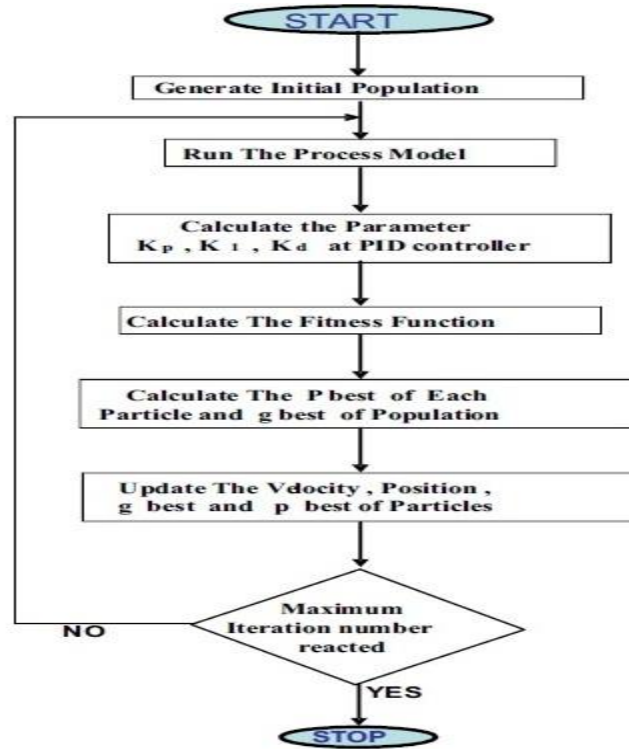 START
Generate Initial Population
Run The Process Model
Calculate the Parameter
Kp , K1 , Kd at PID controller
Calculate The Fitness Function
Calculate The P best of Each
Particle and g best of Population
Update The Velocity , Position ,
g best and p best of Particles
Maximum
Iteration number
reacted
NO
YES
STOP